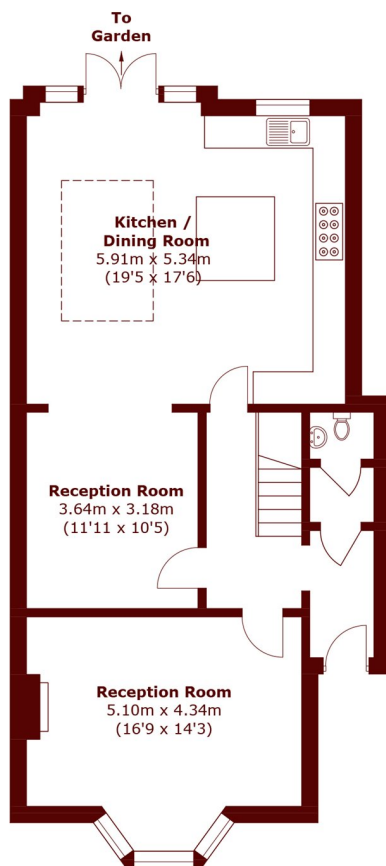 To
Garden
Kitchen /
Dining Room
5.91m x 5.34m
(19'5 x 17'6)
Reception Room
3.64m x 3.18m
(11'11 x 10'5)
Reception Room
5.10m x 4.34m
(16'9 x 14'3)